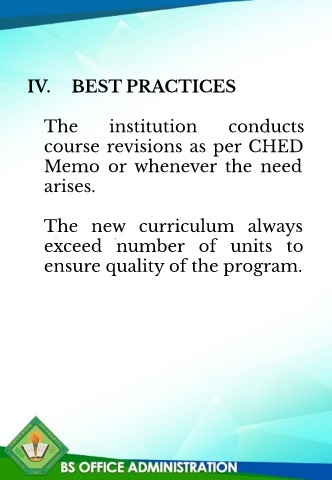 IV. BEST PRACTICES
The institution conducts
course revisions as per CHED
Memo or whenever the need
arises.
The new curriculum always
exceed number of units to
ensure quality of the program.
BS OFFICE ADMINISTRATION